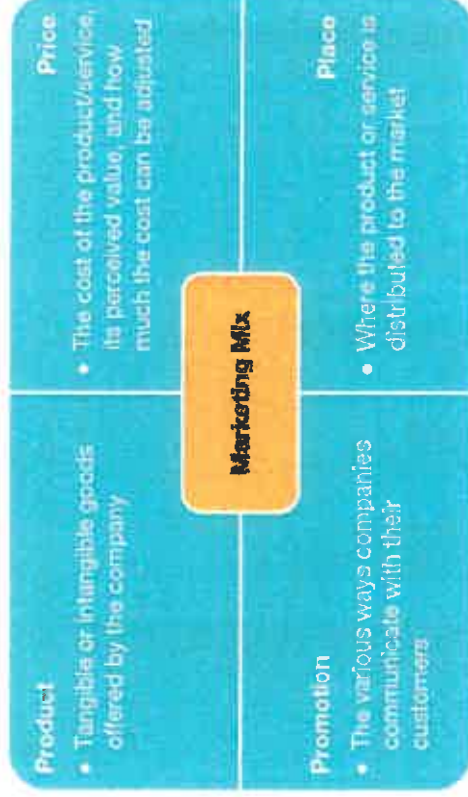 Product
• Tangible or intangible goods
offered by the company
Price
• The cost of the product/service,
its perceived value, and how
much the cost can be adjusted
Marketing Mix
Promotion
• The various ways companies
communicate with their
customers
Place
• Where the product or service is
distributed to the market